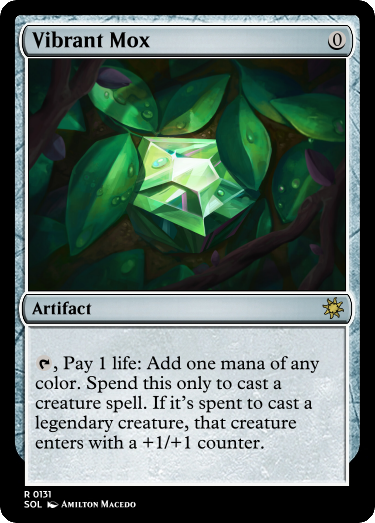 Vibrant Mox 0
Artifact
, Pay 1 life: Add one mana of any
color. Spend this only to cast a
creature spell. If it's spent to cast a
legendary creature, that creature
enters with a +1/+1 counter.
R 0131
SOL Amilton Macedo